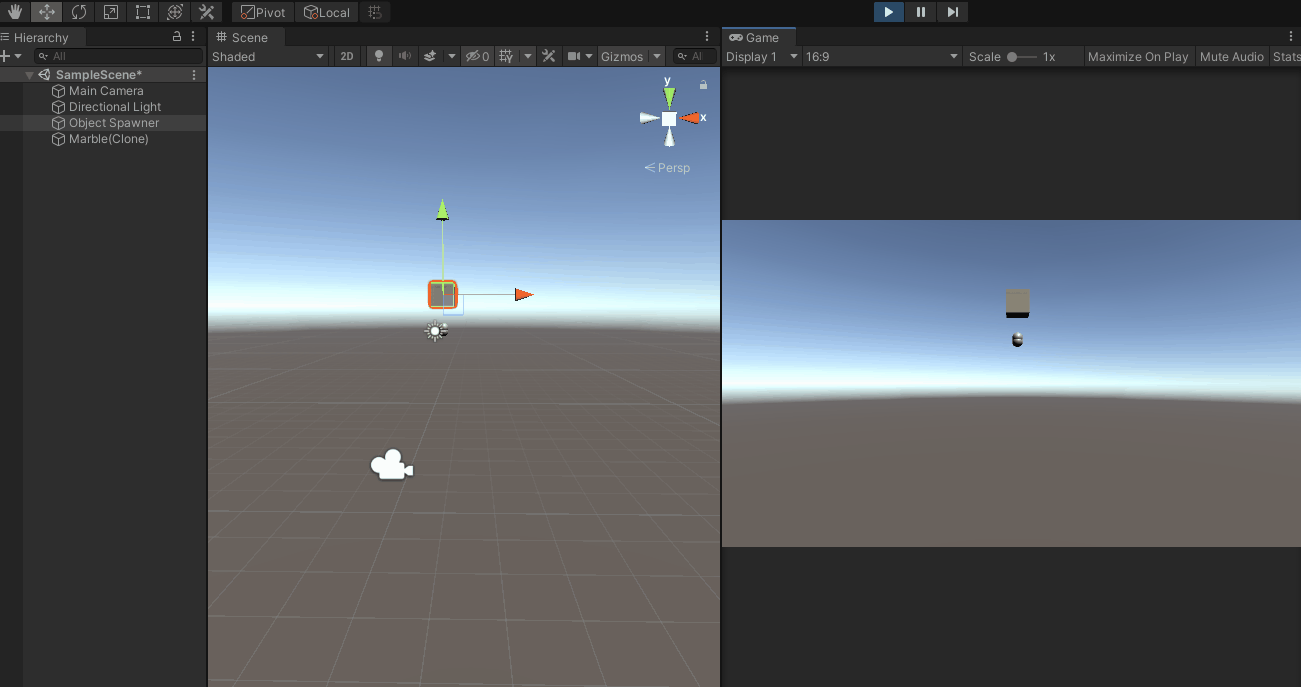 Pivot Local
Hierarchy
All
SampleScene*
Main Camera
Directional Light
Object Spawner
Marble(Clone)
Scene
Shaded 2D 0 Gizmos All
y
x
Persp
Game
Display 1 16:9 Scale 1x Maximize On Play Mute Audio Stats